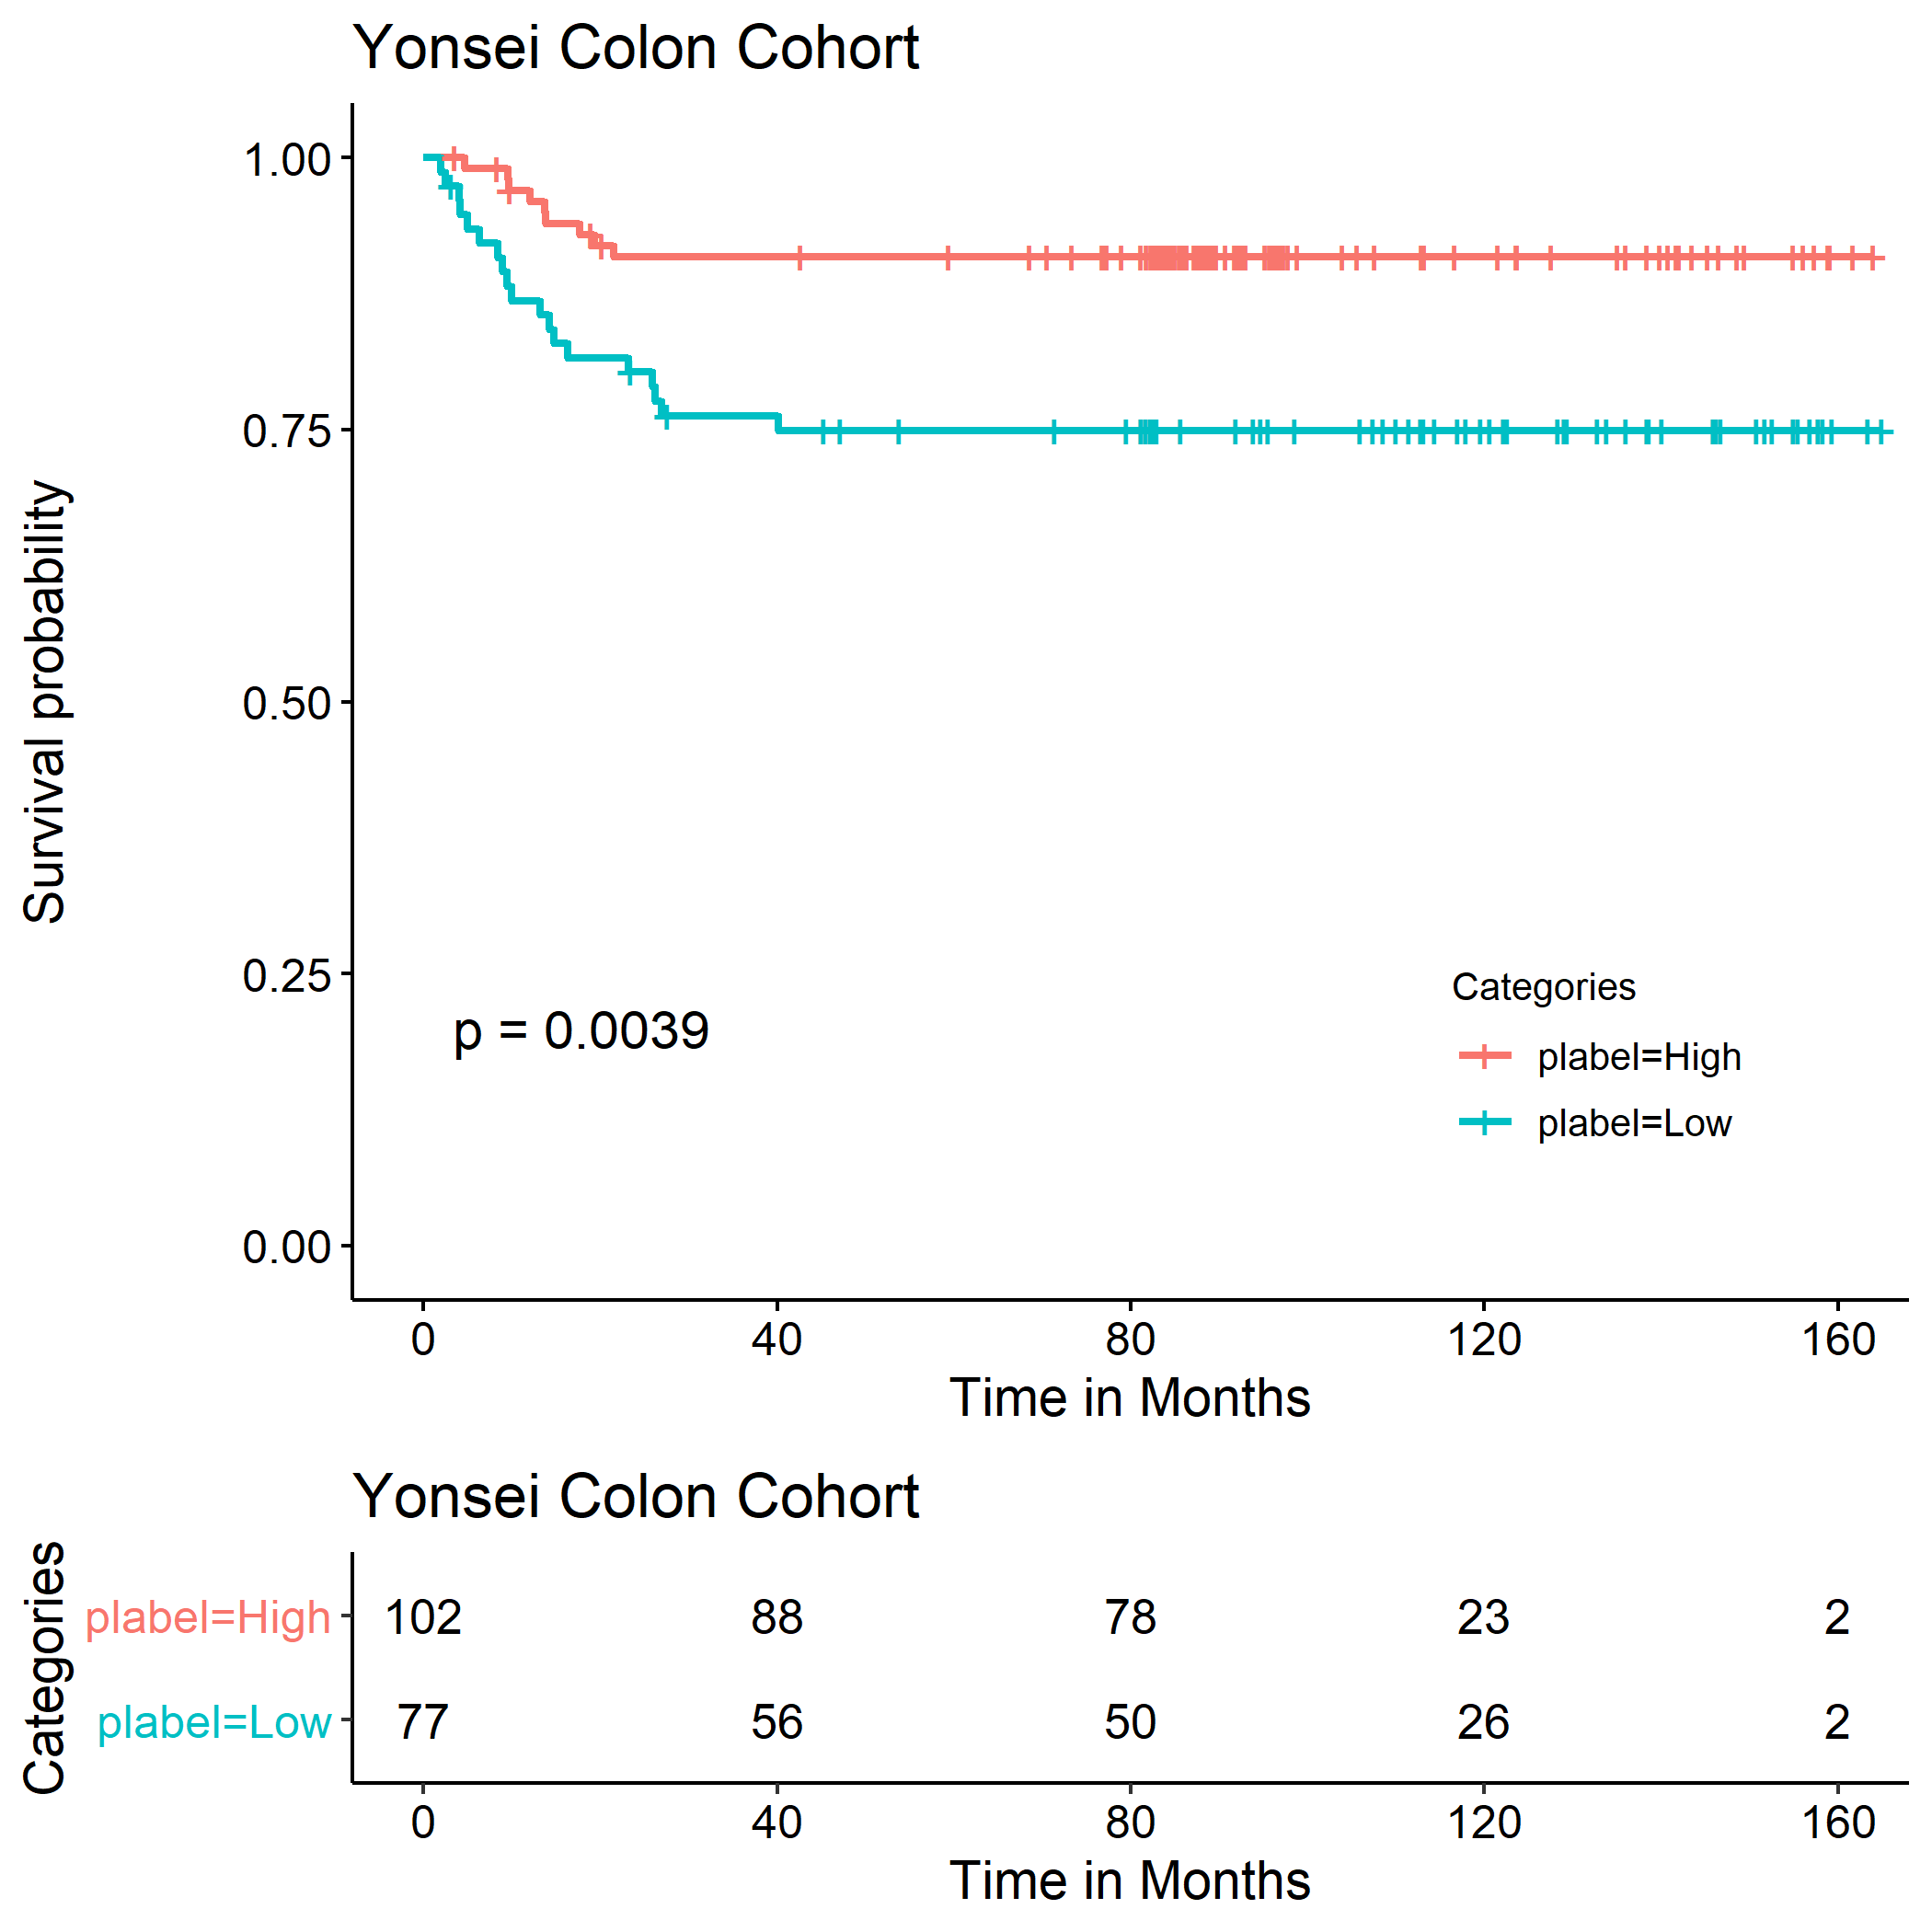 Yonsei Colon Cohort
Survival probability
1.00
0.75
0.50
0.25
0.00
p = 0.0039
Categories
plabel=High
plabel=Low
0 40 80 120 160
Time in Months
Yonsei Colon Cohort
Categories
plabel=High 102 88 78 23 2
plabel=Low 77 56 50 26 2
0 40 80 120 160
Time in Months